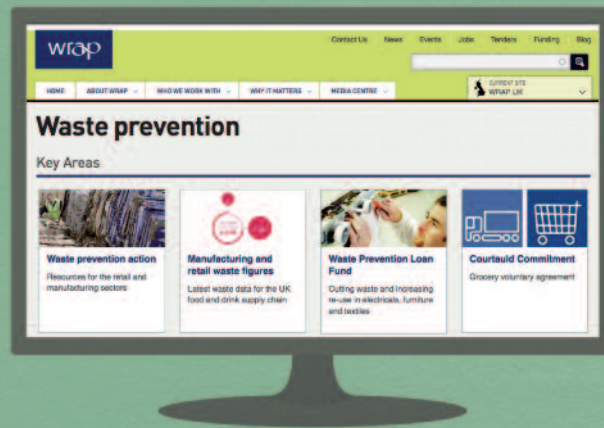 wrap
Contact Us News Events Jobs Tenders Funding Blog
CURRENT SITE
WRAP UK
HOME ABOUT WRAP WHO WE WORK WITH WHY IT MATTERS MEDIA CENTRE
Waste prevention
Key Areas
Waste prevention action
Resources for the retail and
manufacturing sectors
Manufacturing and
retail waste figures
Latest waste data for the UK
food and drink supply chain
Waste Prevention Loan
Fund
Cutting waste and increasing
re-use in electricals, furniture
and textiles
Courtauld Commitment
Grocery voluntary agreement